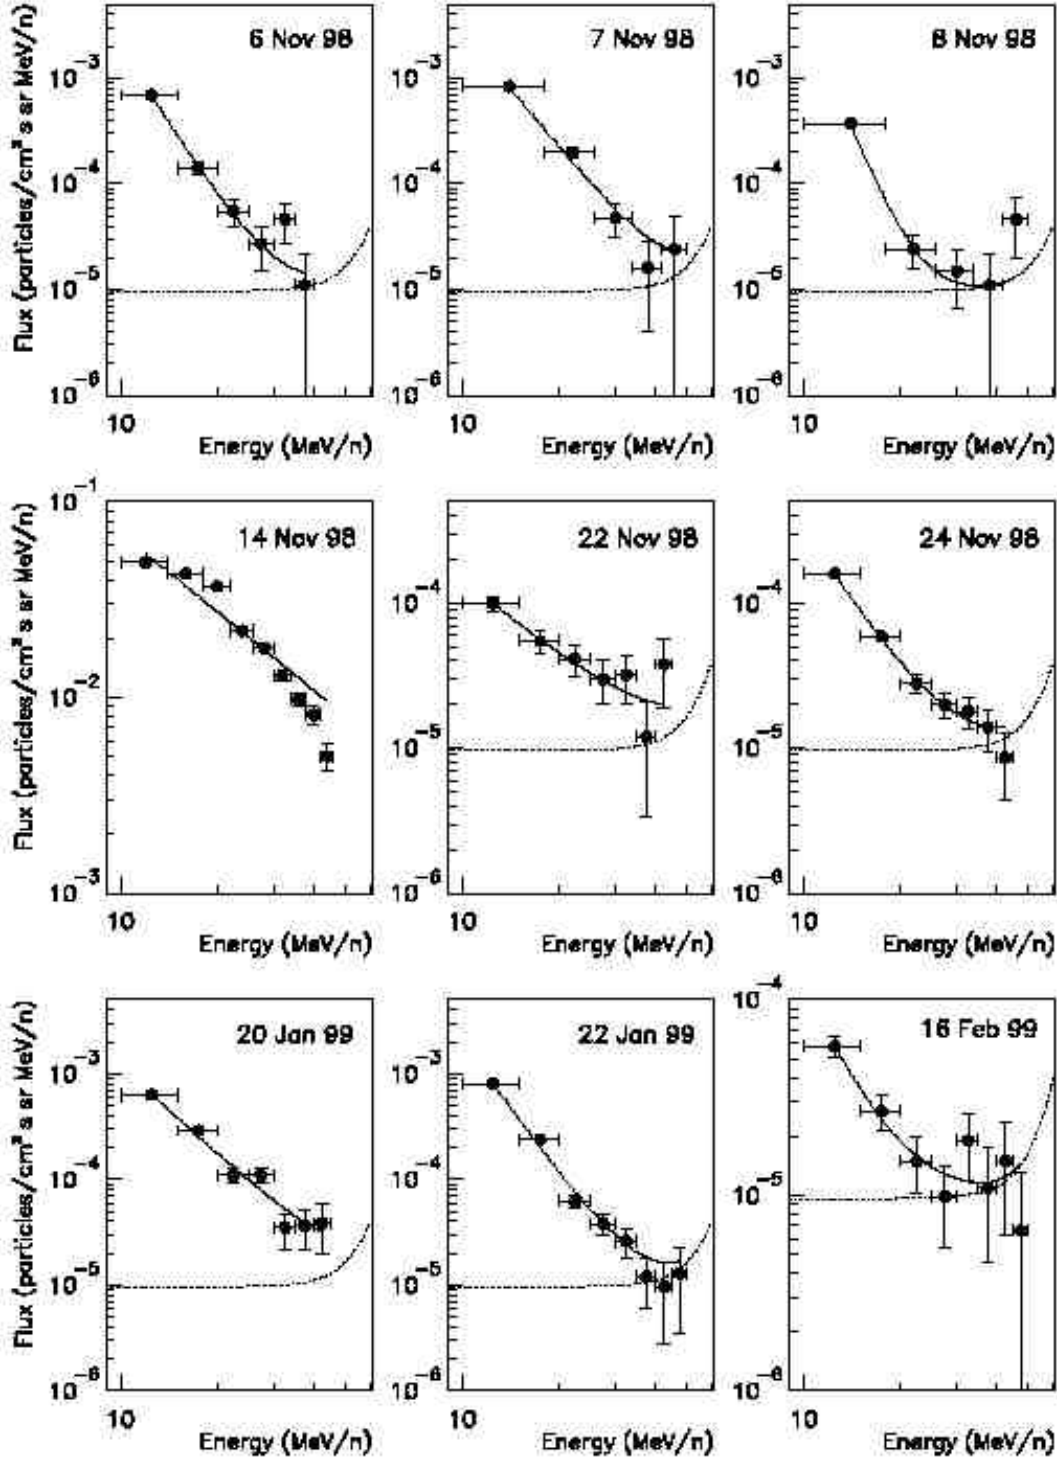 Flux (particles/cm² s sr MeV/n)
6 Nov 98
10⁻³
10⁻⁴
10⁻⁵
10⁻⁶
10
Energy (MeV/n)
7 Nov 98
10⁻³
10⁻⁴
10⁻⁵
10⁻⁶
10
Energy (MeV/n)
8 Nov 98
10⁻³
10⁻⁴
10⁻⁵
10⁻⁶
10
Energy (MeV/n)
Flux (particles/cm² s sr MeV/n)
10⁻¹
14 Nov 98
10⁻²
10⁻³
10
Energy (MeV/n)
22 Nov 98
10⁻⁴
10⁻⁵
10⁻⁶
10
Energy (MeV/n)
24 Nov 98
10⁻⁴
10⁻⁵
10⁻⁶
10
Energy (MeV/n)
Flux (particles/cm² s sr MeV/n)
20 Jan 99
10⁻³
10⁻⁴
10⁻⁵
10⁻⁶
10
Energy (MeV/n)
22 Jan 99
10⁻³
10⁻⁴
10⁻⁵
10⁻⁶
10
Energy (MeV/n)
10⁻⁴
16 Feb 99
10⁻⁵
10⁻⁶
10
Energy (MeV/n)